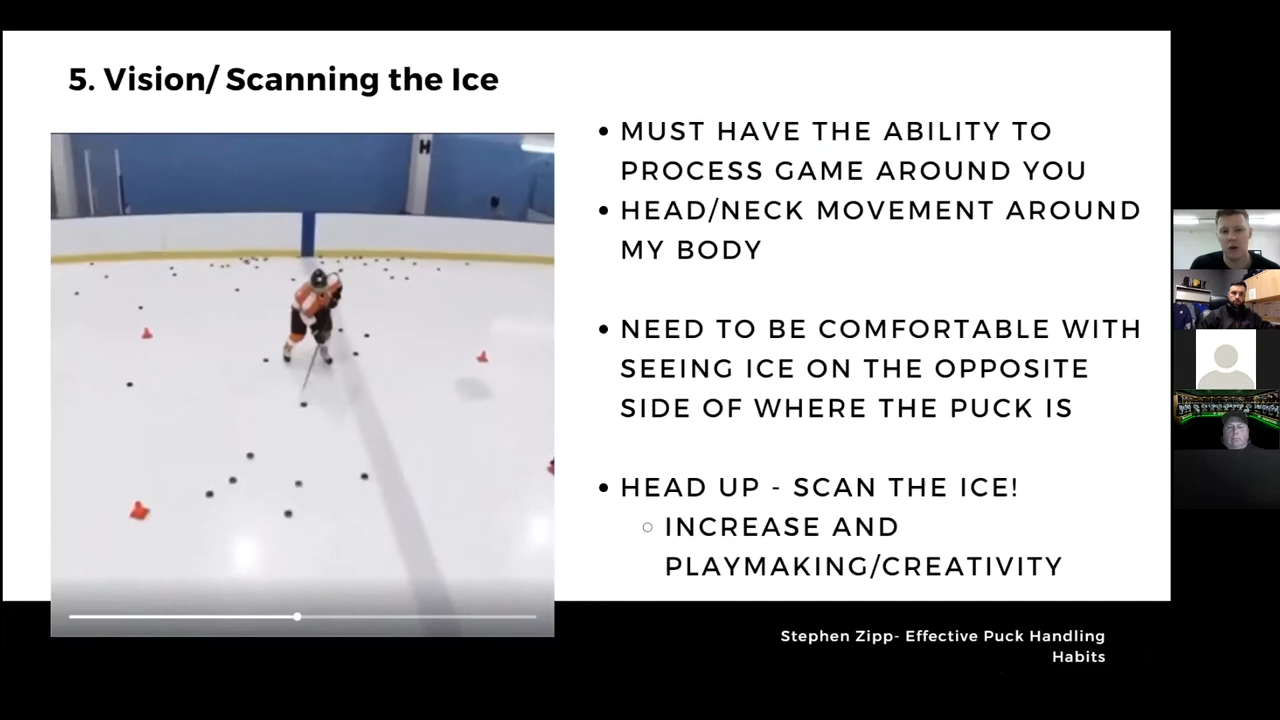 5. Vision/ Scanning the Ice
H
MUST HAVE THE ABILITY TO
PROCESS GAME AROUND YOU
HEAD/NECK MOVEMENT AROUND
MY BODY
NEED TO BE COMFORTABLE WITH
SEEING ICE ON THE OPPOSITE
SIDE OF WHERE THE PUCK IS
HEAD UP - SCAN THE ICE!
INCREASE AND
PLAYMAKING/CREATIVITY
Stephen Zipp- Effective Puck Handling
Habits